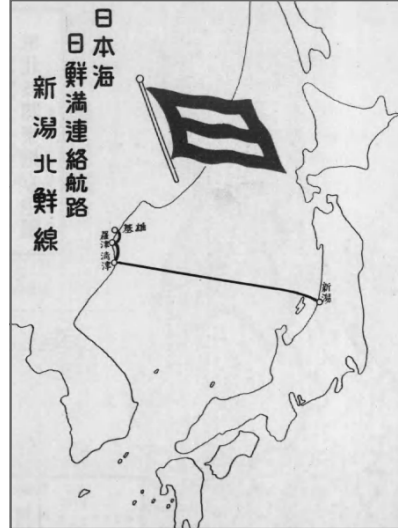 日本海
日鮮満連絡航路
新潟北鮮線
雄基
羅津
清津
新潟